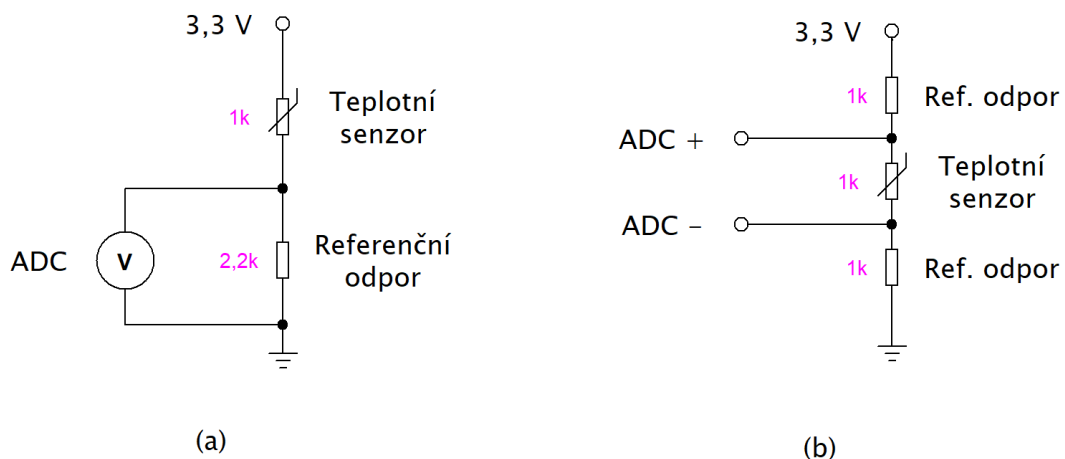 3,3 V
1k
Teplotní
senzor
ADC
V
2,2k
Referenční
odpor
(a)
3,3 V
1k
Ref. odpor
ADC +
1k
Teplotní
senzor
ADC –
1k
Ref. odpor
(b)